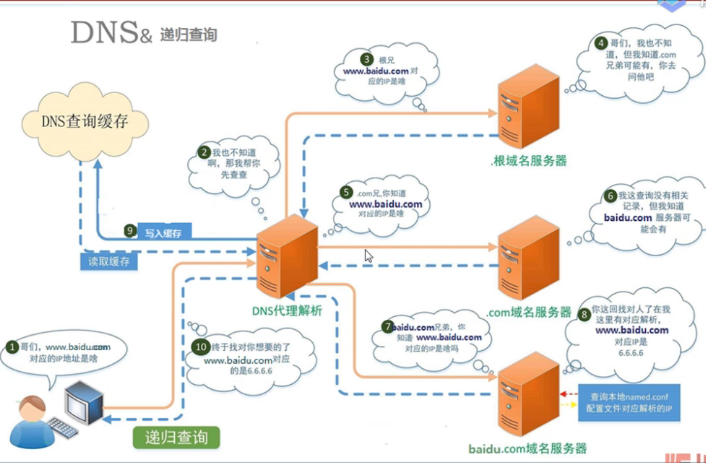 DNS& 递归查询
DNS查询缓存
3 根兄
www.baidu.com 对
应的IP是啥
4 哥们，我也不知
道，但我知道.com
兄弟可能有，你去
问他吧
.根域名服务器
2 我也不知道
啊，那我帮你
先查查
5 .com兄,你知道
www.baidu.com
对应的IP是啥
6 我这查询没有相关
记录，但我知道
baidu.com 服务器可
能会有
9 写入缓存
读取缓存
DNS代理解析
.com域名服务器
1 哥们，www.baidu.com
对应的IP地址是啥
10 终于我对你想要的了
www.baidu.com对应
的是6.6.6.6
7 baidu.com兄弟，你
知道 www.baidu.com
对应的IP是啥吗
8 你这回找对人了在我
这里有对应解析，
www.baidu.com
对应IP是
6.6.6.6
查询本地named.conf
配置文件对应解析的IP
递归查询
baidu.com域名服务器